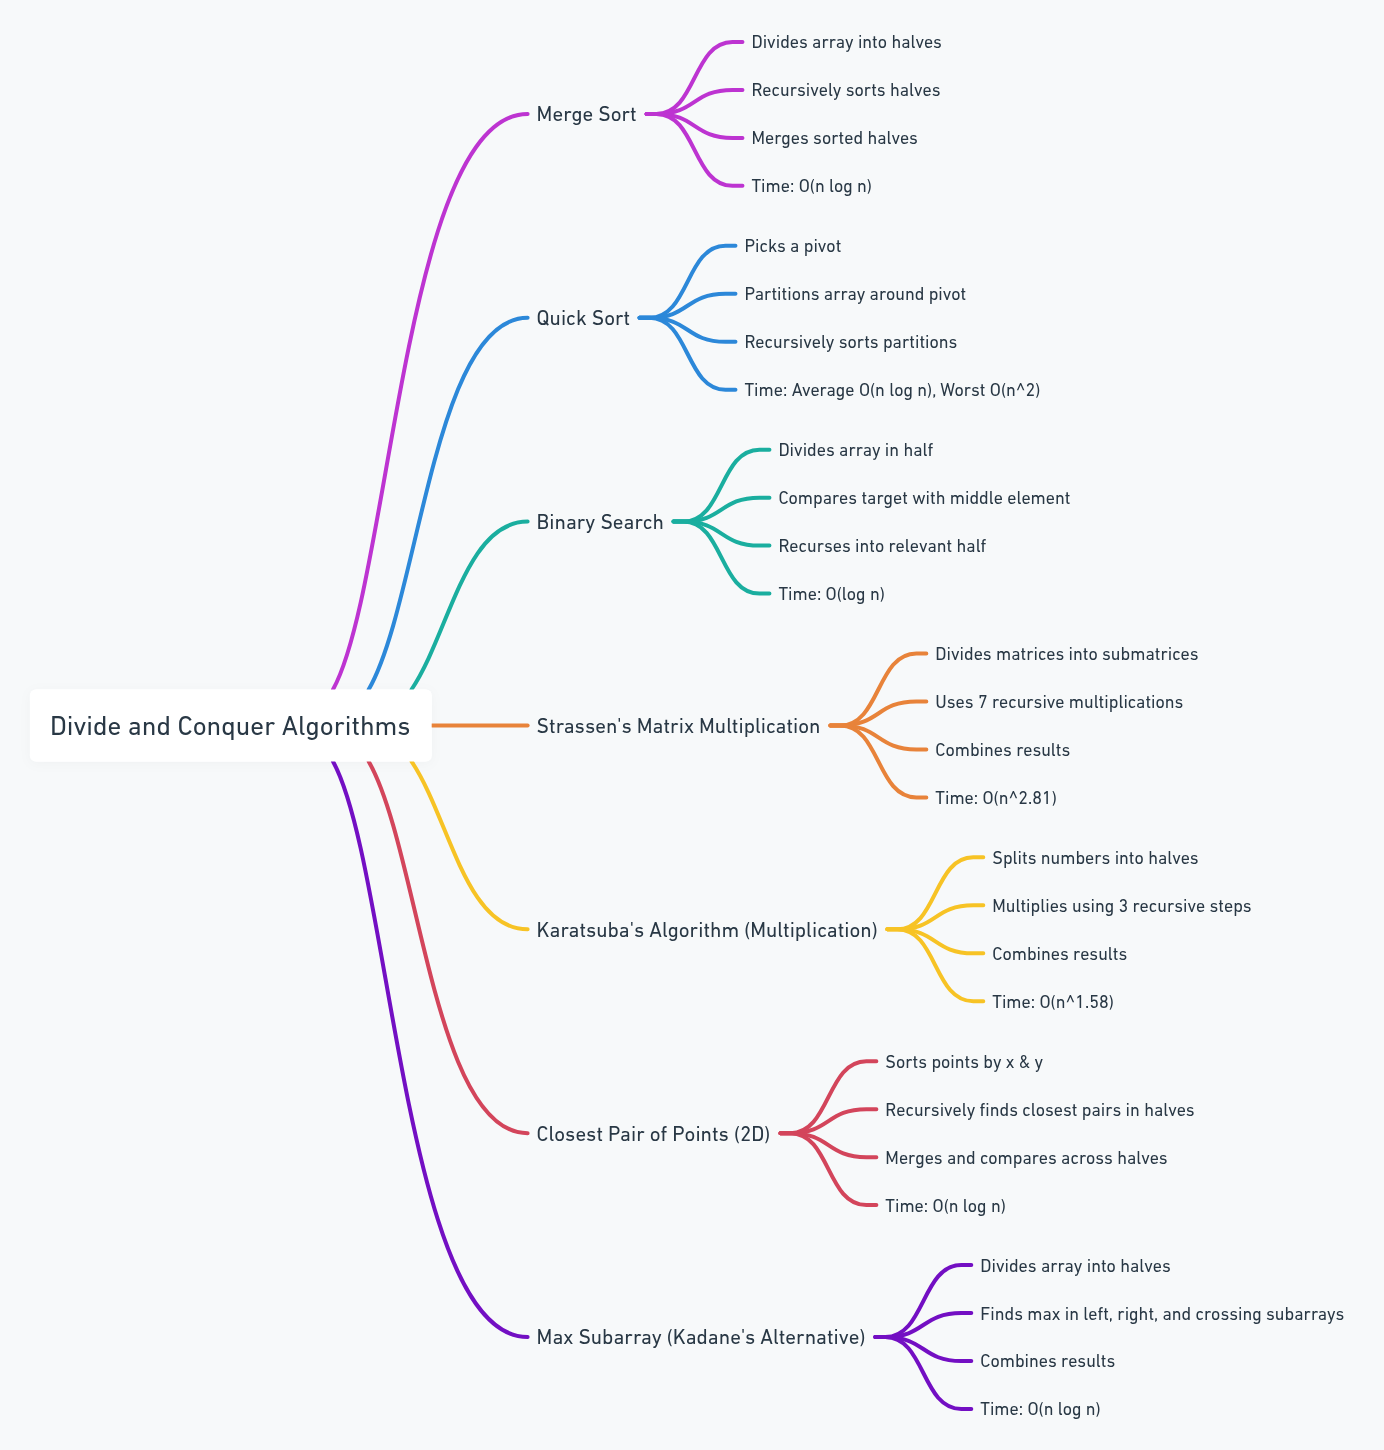 Divide and Conquer Algorithms
Merge Sort
Divides array into halves
Recursively sorts halves
Merges sorted halves
Time: O(n log n)
Quick Sort
Picks a pivot
Partitions array around pivot
Recursively sorts partitions
Time: Average O(n log n), Worst O(n^2)
Binary Search
Divides array in half
Compares target with middle element
Recurses into relevant half
Time: O(log n)
Strassen's Matrix Multiplication
Divides matrices into submatrices
Uses 7 recursive multiplications
Combines results
Time: O(n^2.81)
Karatsuba's Algorithm (Multiplication)
Splits numbers into halves
Multiplies using 3 recursive steps
Combines results
Time: O(n^1.58)
Closest Pair of Points (2D)
Sorts points by x & y
Recursively finds closest pairs in halves
Merges and compares across halves
Time: O(n log n)
Max Subarray (Kadane's Alternative)
Divides array into halves
Finds max in left, right, and crossing subarrays
Combines results
Time: O(n log n)